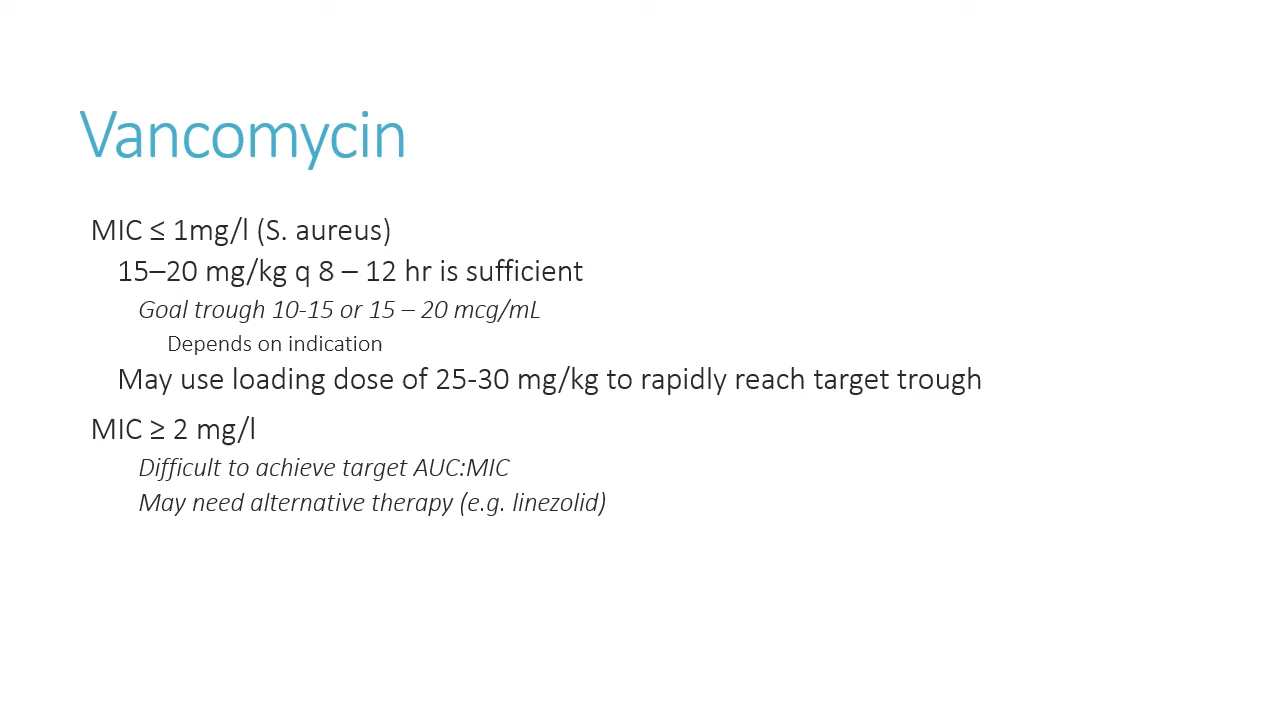 Vancomycin
MIC ≤ 1mg/l (S. aureus)
15–20 mg/kg q 8 – 12 hr is sufficient
Goal trough 10-15 or 15 – 20 mcg/mL
Depends on indication
May use loading dose of 25-30 mg/kg to rapidly reach target trough
MIC ≥ 2 mg/l
Difficult to achieve target AUC:MIC
May need alternative therapy (e.g. linezolid)